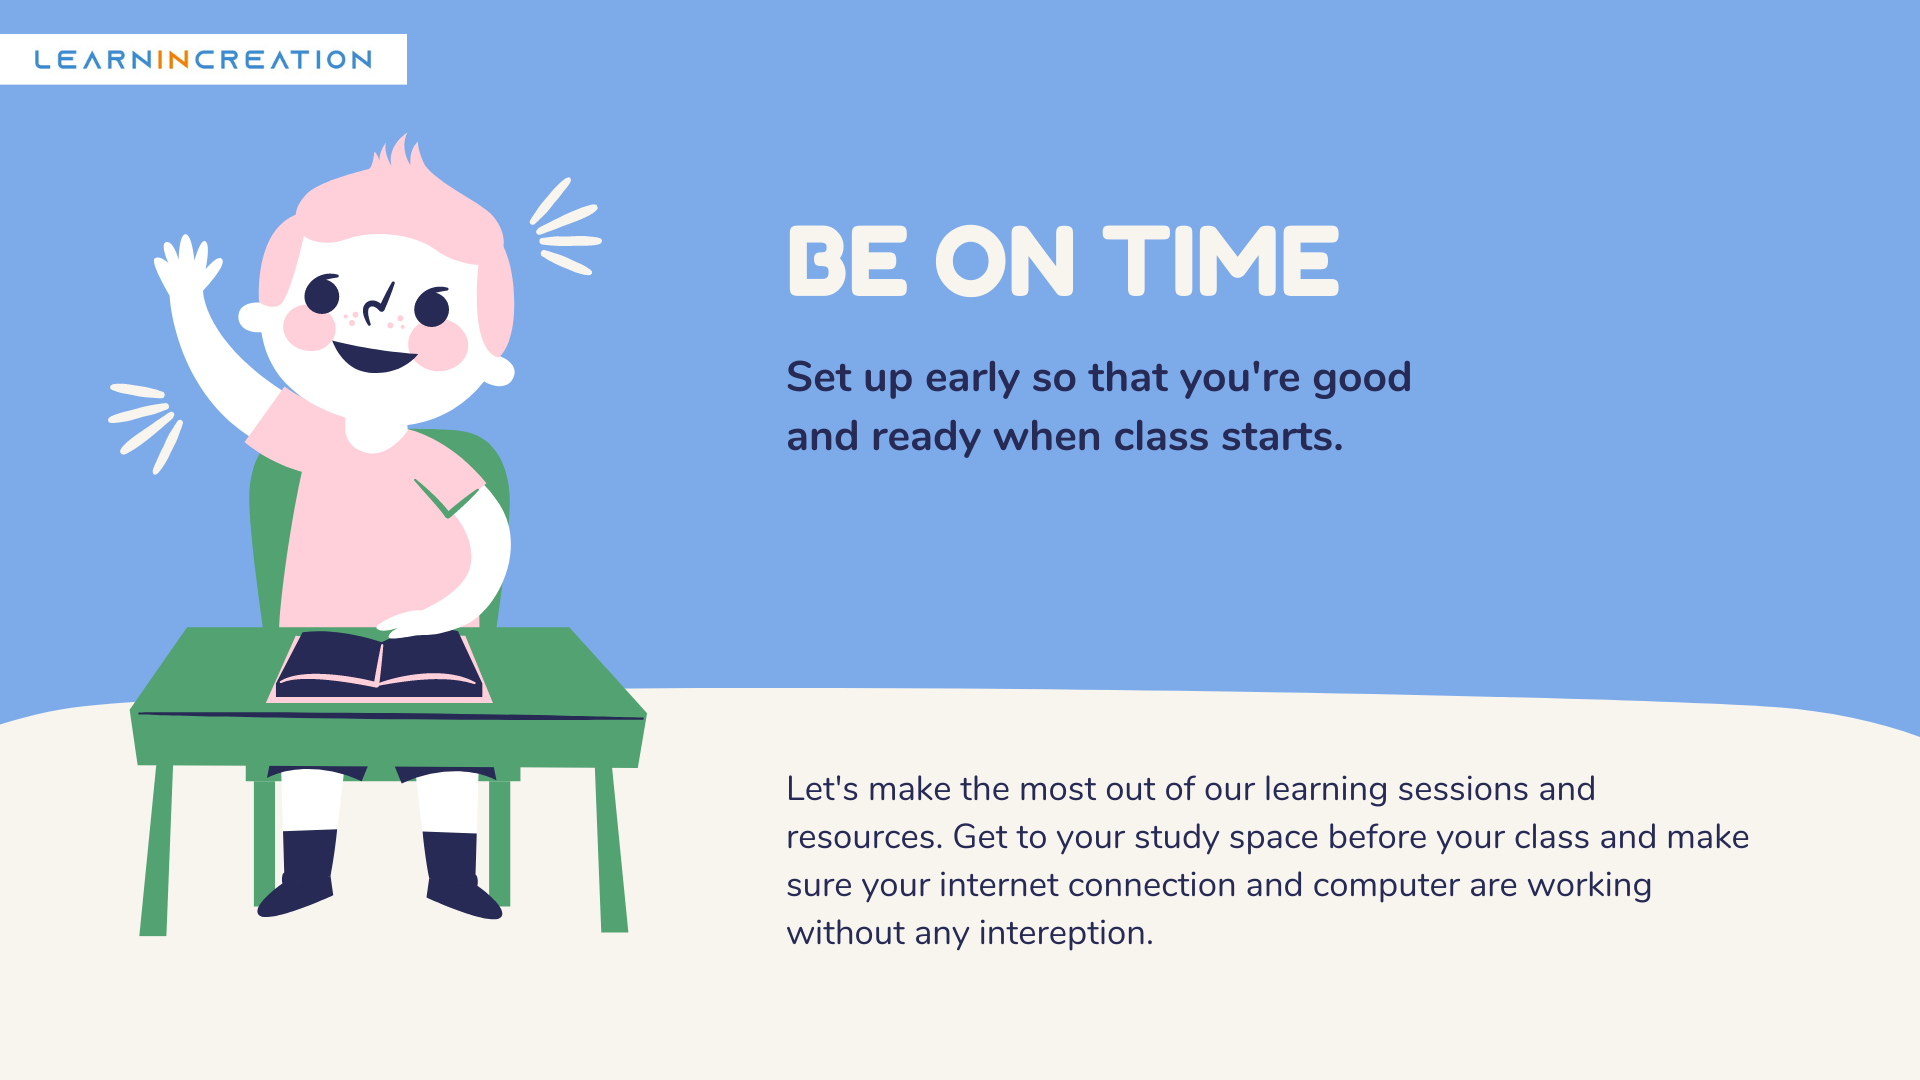 LEARNINCREATION
BE ON TIME
Set up early so that you're good
and ready when class starts.
Let's make the most out of our learning sessions and
resources. Get to your study space before your class and make
sure your internet connection and computer are working
without any intereption.